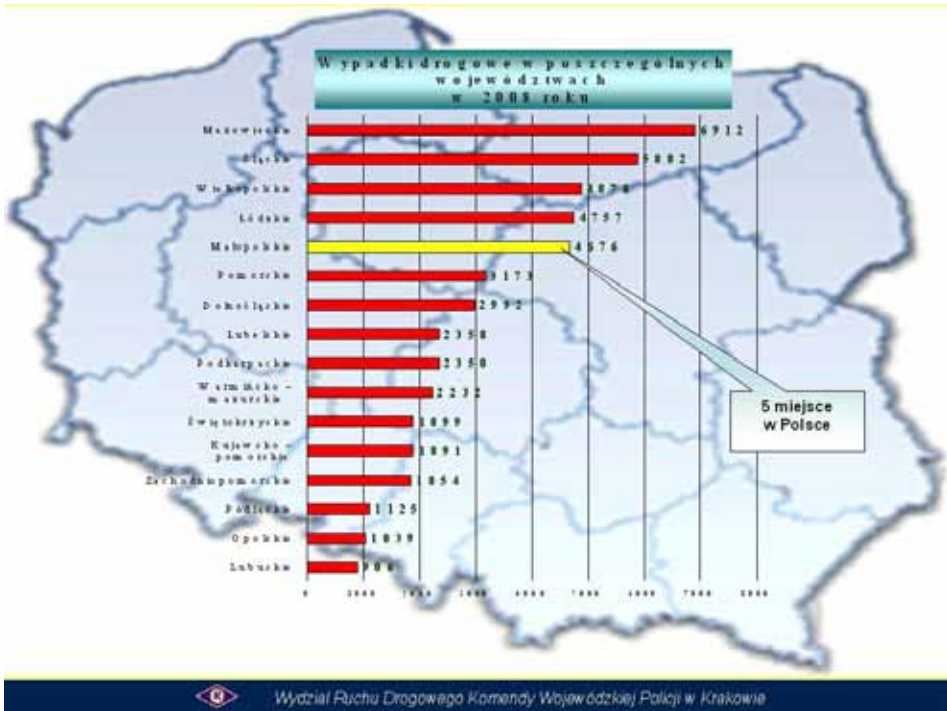 Wypadki drogowe w poszczególnych
województwach
w 2008 roku
Mazowieckie 6912
Śląskie 5882
Wielkopolskie
Łódzkie 4757
Małopolskie 4676
Pomorskie 3173
Dolnośląskie 2992
Lubelskie
Podkarpackie
Warmińsko –
mazurskie 2232
Świętokrzyskie 1899
Kujawsko –
pomorskie 1891
Zachodniopomorskie 1854
Podlaskie 1125
Opolskie 1039
Lubuskie
0 1000 2000 3000 4000 5000 6000 7000 8000
5 miejsce
w Polsce
Wydział Ruchu Drogowego Komendy Wojewódzkiej Policji w Krakowie